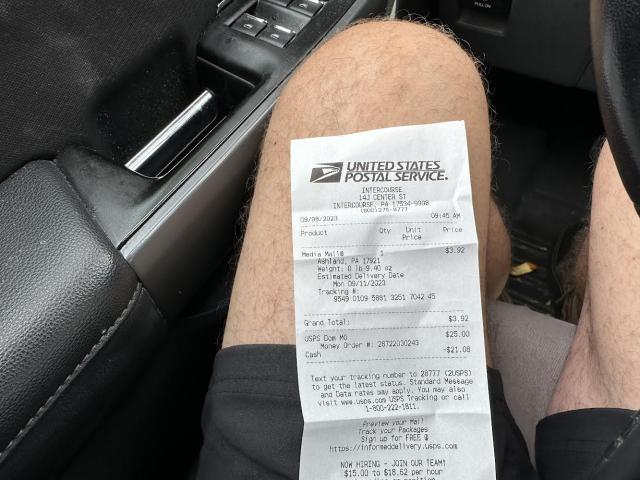 PULL ON
UNITED STATES
POSTAL SERVICE.
INTERCOURSE
14J CENTER ST
INTERCOURSE, PA 17534-9998
(800)275-8777
09/08/2023 09:45 AM
Product Qty Unit Price
Price
Media Mail® 1 $3.92
Ashland, PA 17921
Weight: 0 lb 9.40 oz
Estimated Delivery Date
Mon 09/11/2023
Tracking #:
9549 0109 5881 3251 7042 45
Grand Total: $3.92
USPS Dom MO $25.00
Money Order #: 28722030243
Cash -$21.08
Text your tracking number to 28777 (2USPS)
to get the latest status. Standard Message
and Data rates may apply. You may also
visit www.usps.com USPS Tracking or call
1-800-222-1811.
Preview your Mail
Track your Packages
Sign up for FREE @
https://informeddelivery.usps.com
NOW HIRING - JOIN OUR TEAM!
$15.00 to $18.62 per hour